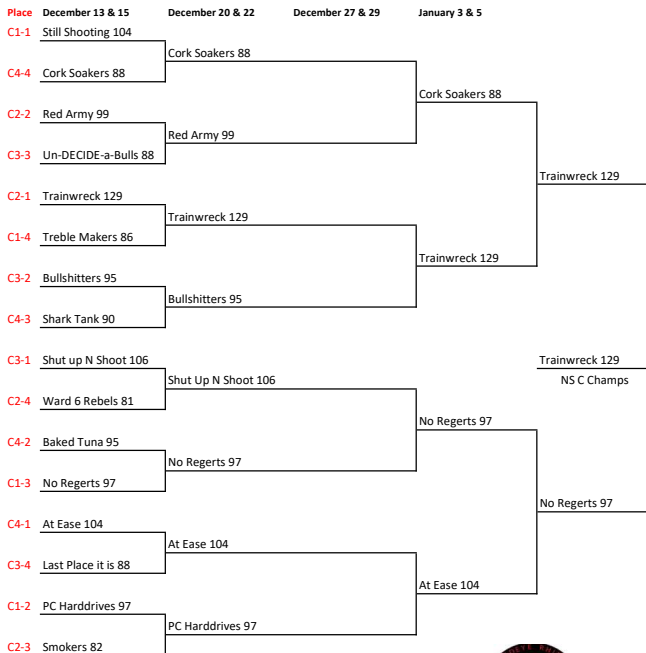 Place December 13 & 15 December 20 & 22 December 27 & 29 January 3 & 5
C1-1 Still Shooting 104
Cork Soakers 88
C4-4 Cork Soakers 88
Cork Soakers 88
C2-2 Red Army 99
Red Army 99
C3-3 Un-DECIDE-a-Bulls 88
Trainwreck 129
C2-1 Trainwreck 129
Trainwreck 129
C1-4 Treble Makers 86
Trainwreck 129
C3-2 Bullshitters 95
Bullshitters 95
C4-3 Shark Tank 90
C3-1 Shut up N Shoot 106 Trainwreck 129
Shut Up N Shoot 106 NS C Champs
C2-4 Ward 6 Rebels 81
No Regerts 97
C4-2 Baked Tuna 95
No Regerts 97
C1-3 No Regerts 97
No Regerts 97
C4-1 At Ease 104
At Ease 104
C3-4 Last Place it is 88
At Ease 104
C1-2 PC Harddrives 97
PC Harddrives 97
C2-3 Smokers 82